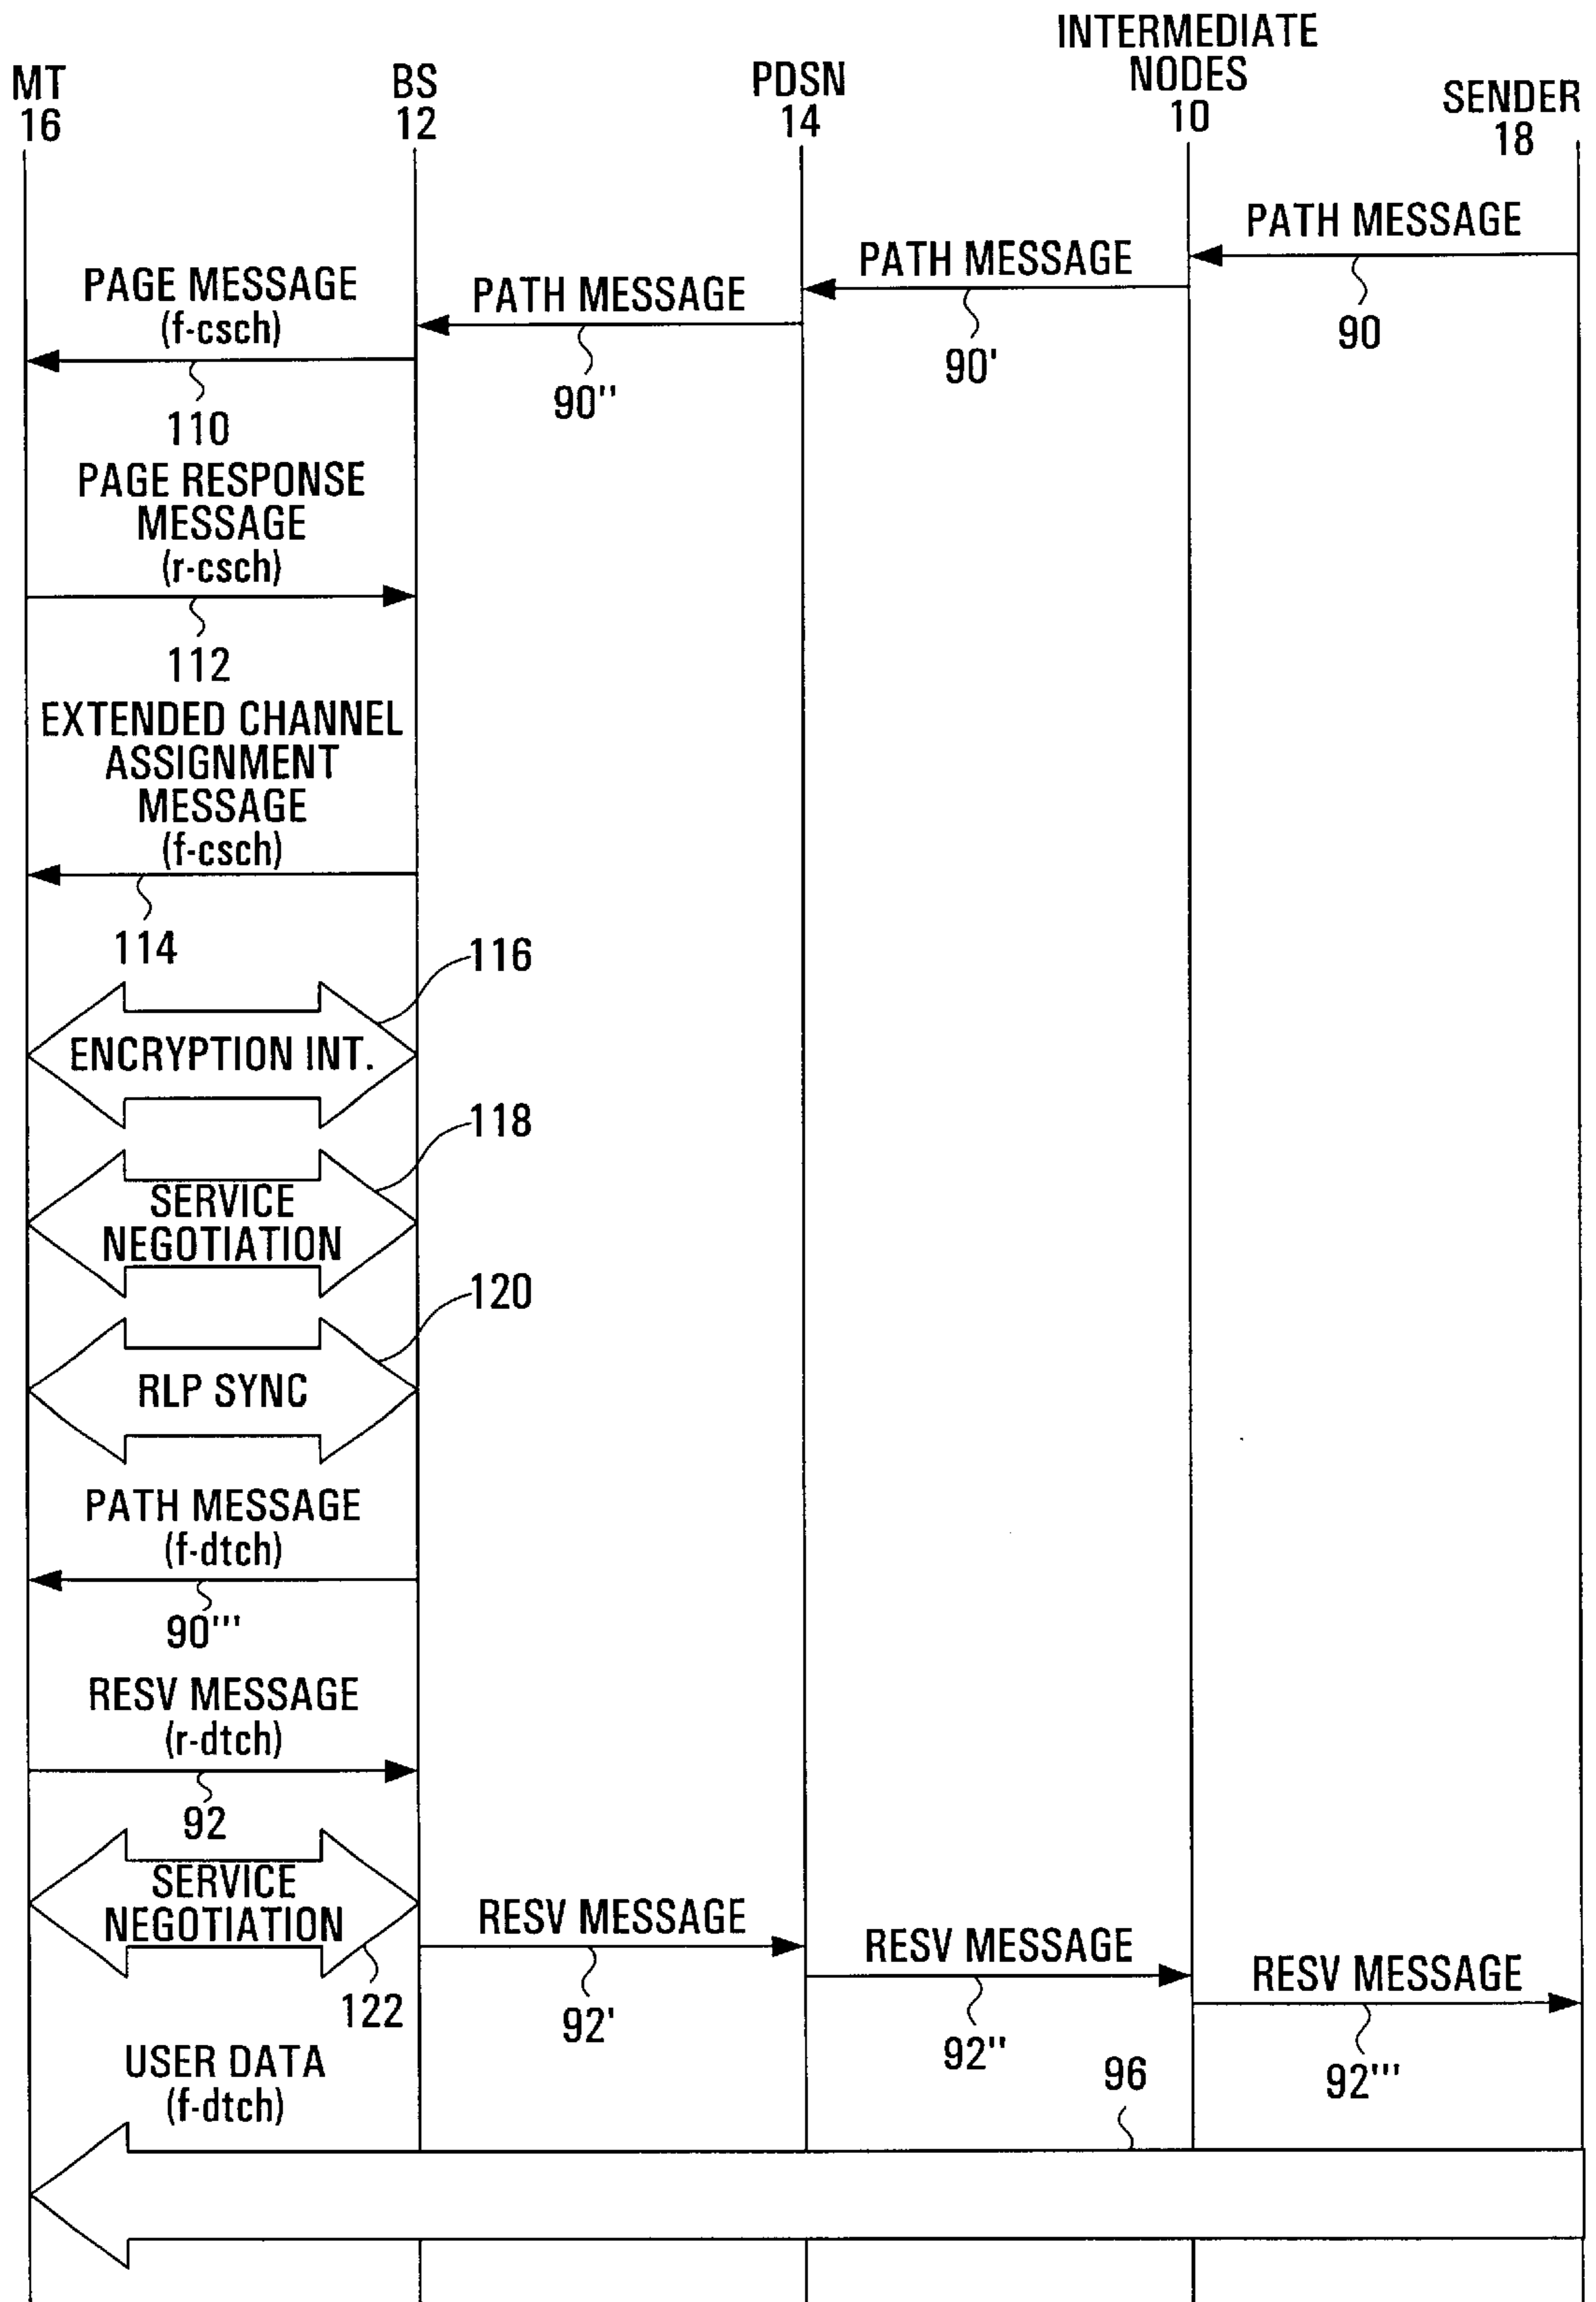 INTERMEDIATE
NODES
10
MT
16
BS
12
PDSN
14
SENDER
18
PATH MESSAGE
90
PATH MESSAGE
90'
PATH MESSAGE
90''
PAGE MESSAGE
(f-csch)
110
PAGE RESPONSE
MESSAGE
(r-csch)
112
EXTENDED CHANNEL
ASSIGNMENT
MESSAGE
(f-csch)
114
116
ENCRYPTION INT.
118
SERVICE
NEGOTIATION
120
RLP SYNC
PATH MESSAGE
(f-dtch)
90'''
RESV MESSAGE
(r-dtch)
92
SERVICE
NEGOTIATION
122
RESV MESSAGE
92'
RESV MESSAGE
92''
RESV MESSAGE
92'''
USER DATA
(f-dtch)
96